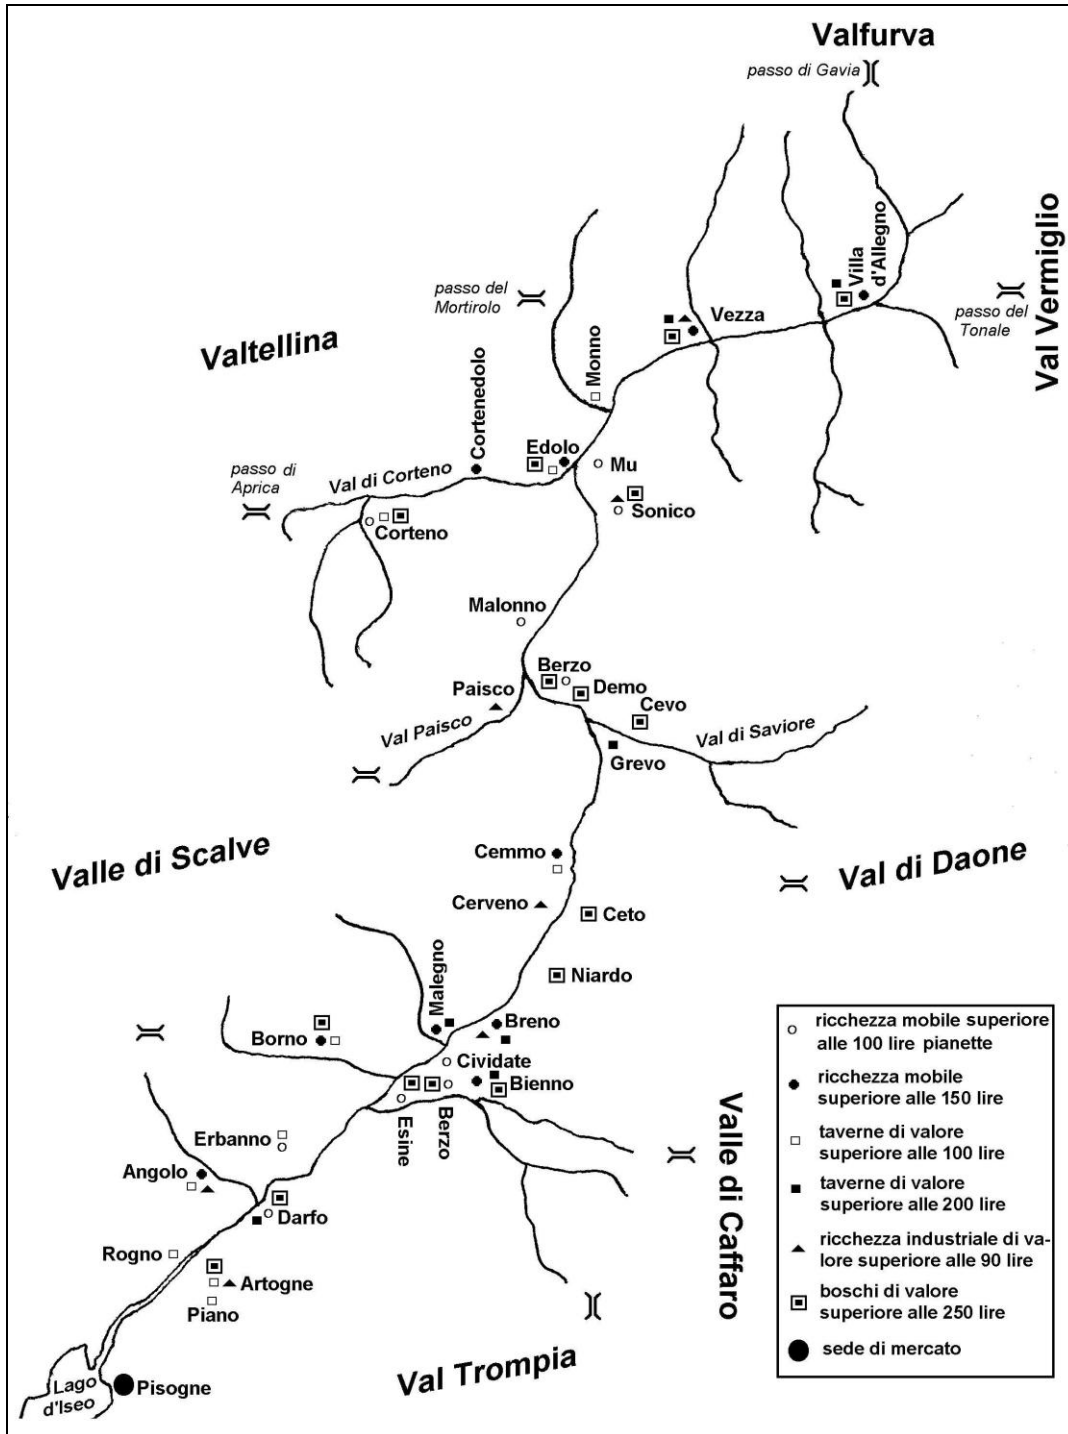 Valfurva
passo di Gavia
Val Vermiglio
Villa
d'Allegno
passo del
Tonale
passo del
Mortirolo
Vezza
Valtellina
Monno
Cortenedolo
Edolo
Mu
passo di
Aprica
Val di Corteno
Sonico
Corteno
Malonno
Berzo
Demo
Paisco
Cevo
Val Paisco
Val di Saviore
Grevo
Valle di Scalve
Cemmo
Val di Daone
Cerveno
Ceto
Malegno
Niardo
Breno
Borno
Cividate
Bienno
Esine
Berzo
Valle di Caffaro
Erbanno
Angolo
Darfo
Rogno
Artogne
Piano
Val Trompia
Lago
d'Iseo
Pisogne
ricchezza mobile superiore
alle 100 lire pianette
ricchezza mobile
superiore alle 150 lire
taverne di valore
superiore alle 100 lire
taverne di valore
superiore alle 200 lire
ricchezza industriale di va-
lore superiore alle 90 lire
boschi di valore
superiore alle 250 lire
sede di mercato